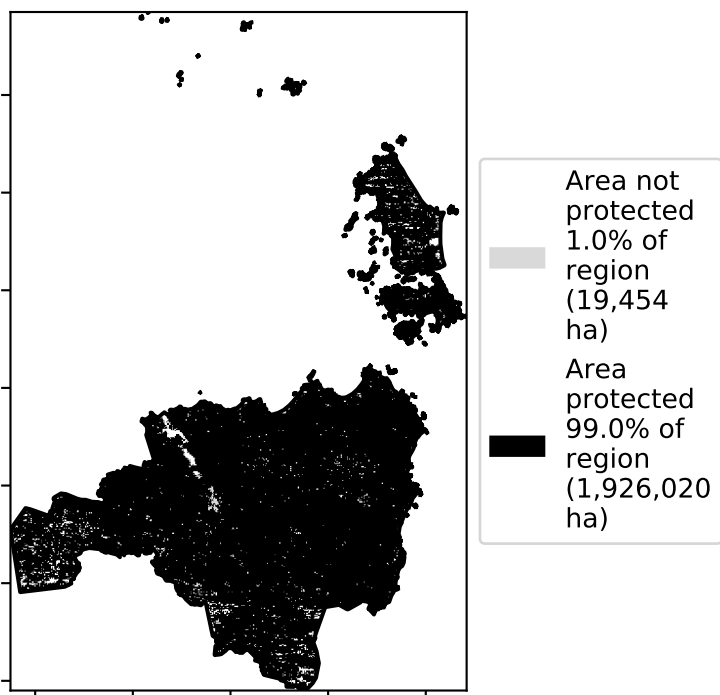 Area not
protected
1.0% of
region
(19,454
ha)
Area
protected
99.0% of
region
(1,926,020
ha)